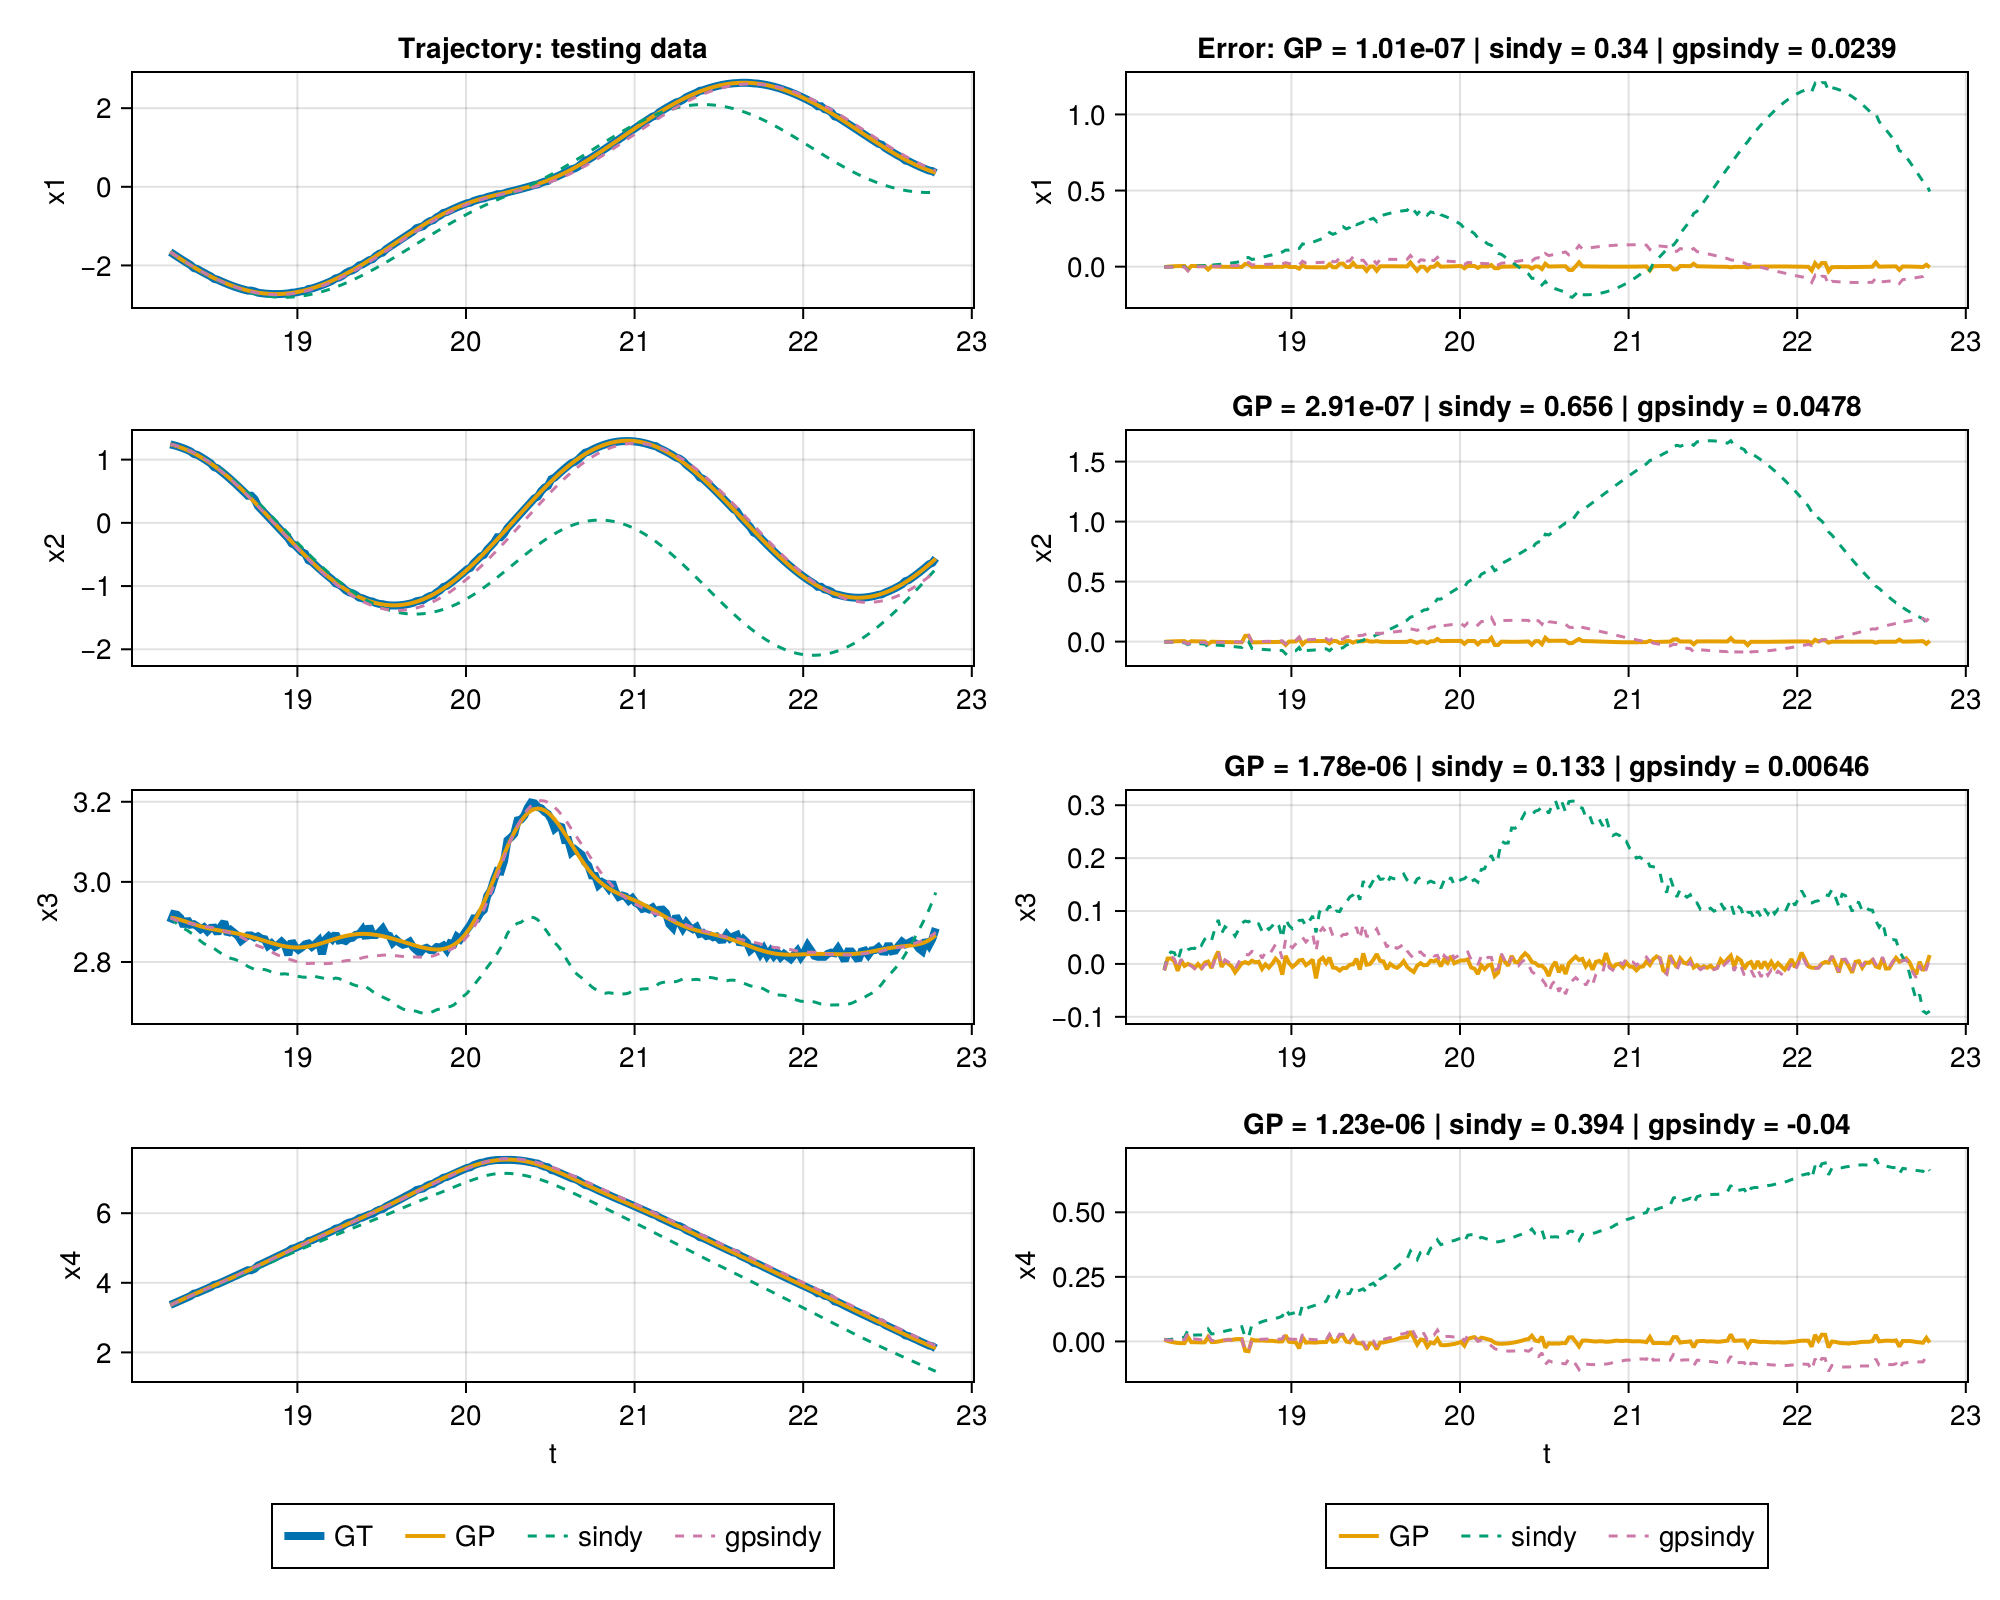 Trajectory: testing data
x1
2
0
−2
19 20 21 22 23
Error: GP = 1.01e-07 | sindy = 0.34 | gpsindy = 0.0239
x1
1.0
0.5
0.0
19 20 21 22 23
x2
1
0
−1
−2
19 20 21 22 23
GP = 2.91e-07 | sindy = 0.656 | gpsindy = 0.0478
x2
1.5
1.0
0.5
0.0
19 20 21 22 23
x3
3.2
3.0
2.8
19 20 21 22 23
GP = 1.78e-06 | sindy = 0.133 | gpsindy = 0.00646
x3
0.3
0.2
0.1
0.0
−0.1
19 20 21 22 23
x4
6
4
2
19 20 21 22 23
t
GP = 1.23e-06 | sindy = 0.394 | gpsindy = -0.04
x4
0.50
0.25
0.00
19 20 21 22 23
t
GT GP sindy gpsindy
GP sindy gpsindy